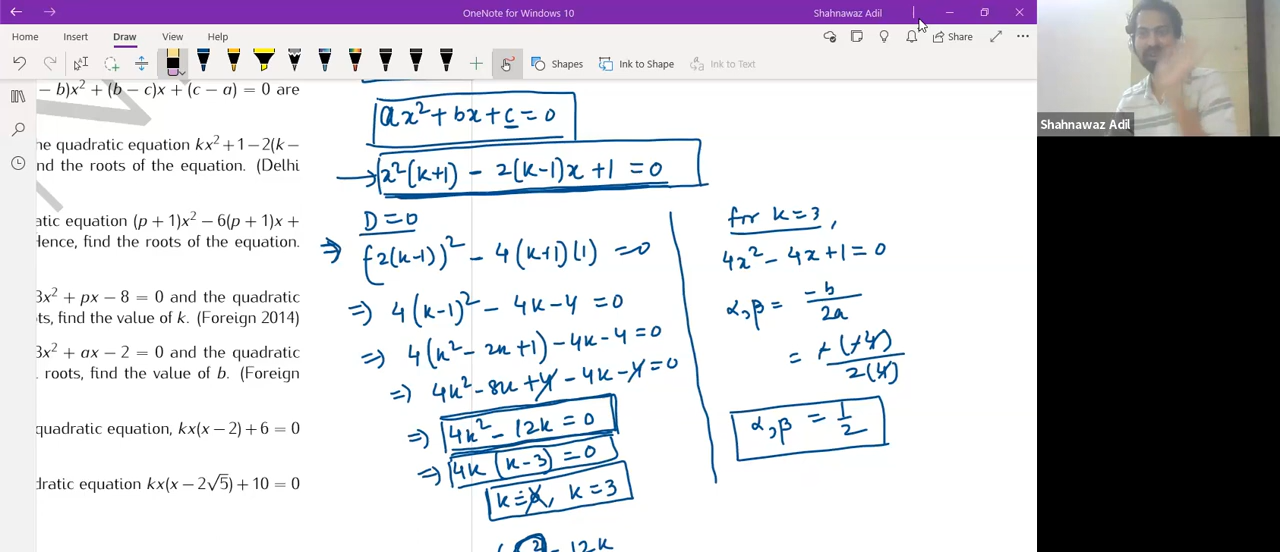 OneNote for Windows 10
Shahnawaz Adil
Home Insert Draw View Help
Share
Shapes Ink to Shape Ink to Text
− b)x² + (b − c)x + (c − a) = 0 are
he quadratic equation kx² + 1 − 2(k −
nd the roots of the equation. (Delhi
atic equation (p + 1)x² − 6(p + 1)x +
Hence, find the roots of the equation.
3x² + px − 8 = 0 and the quadratic
ts, find the value of k. (Foreign 2014)
3x² + ax − 2 = 0 and the quadratic
roots, find the value of b. (Foreign
quadratic equation, kx(x − 2) + 6 = 0
dratic equation kx(x − 2√5) + 10 = 0
ax² + bx + c = 0
→ x²(k+1) − 2(k−1)x + 1 = 0
D = 0
⇒ {2(k−1)}² − 4(k+1)(1) = 0
⇒ 4(k−1)² − 4k − 4 = 0
⇒ 4(k² − 2k + 1) − 4k − 4 = 0
⇒ 4k² − 8k + 4 − 4k − 4 = 0
⇒ 4k² − 12k = 0
⇒ 4k (k − 3) = 0
k = 0, k = 3
− 12k
for k = 3,
4x² − 4x + 1 = 0
α, β = −b/2a
= +(+4)/2(4)
α, β = 1/2
Shahnawaz Adil